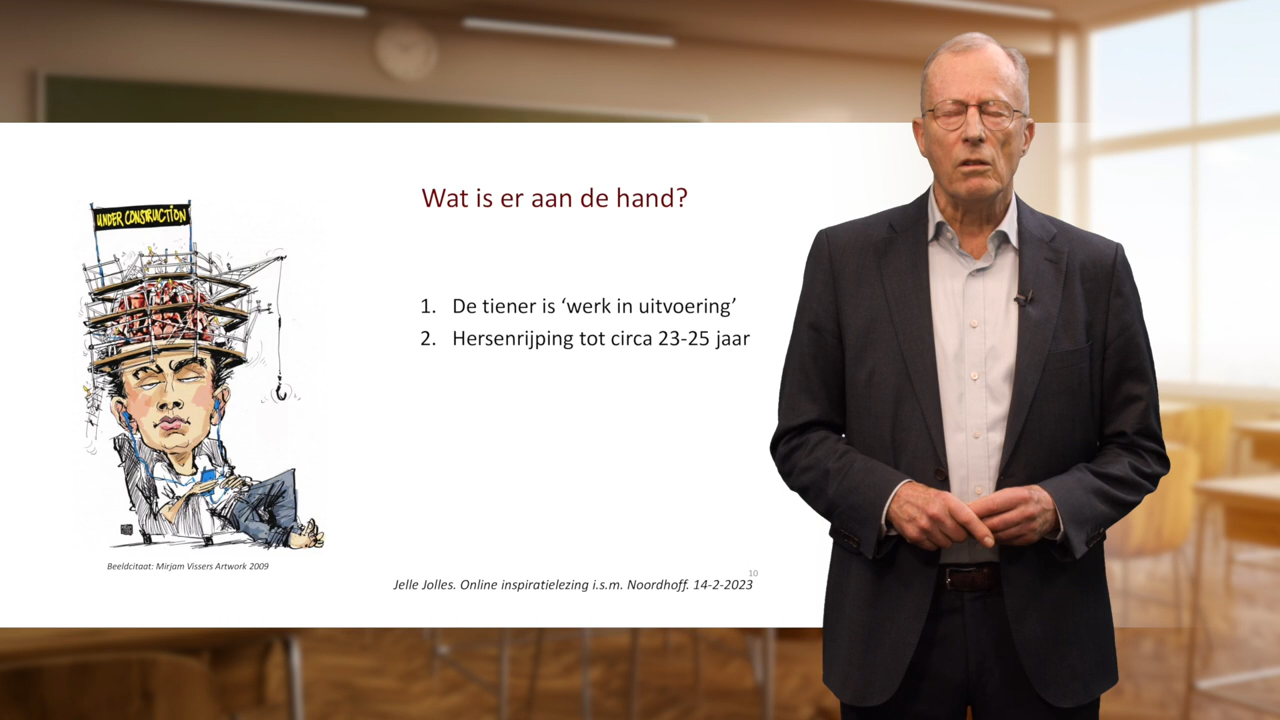 UNDER CONSTRUCTION
Wat is er aan de hand?
1. De tiener is ‘werk in uitvoering’
2. Hersenrijping tot circa 23-25 jaar
Beeldcitaat: Mirjam Vissers Artwork 2009
10
Jelle Jolles. Online inspiratielezing i.s.m. Noordhoff. 14-2-2023